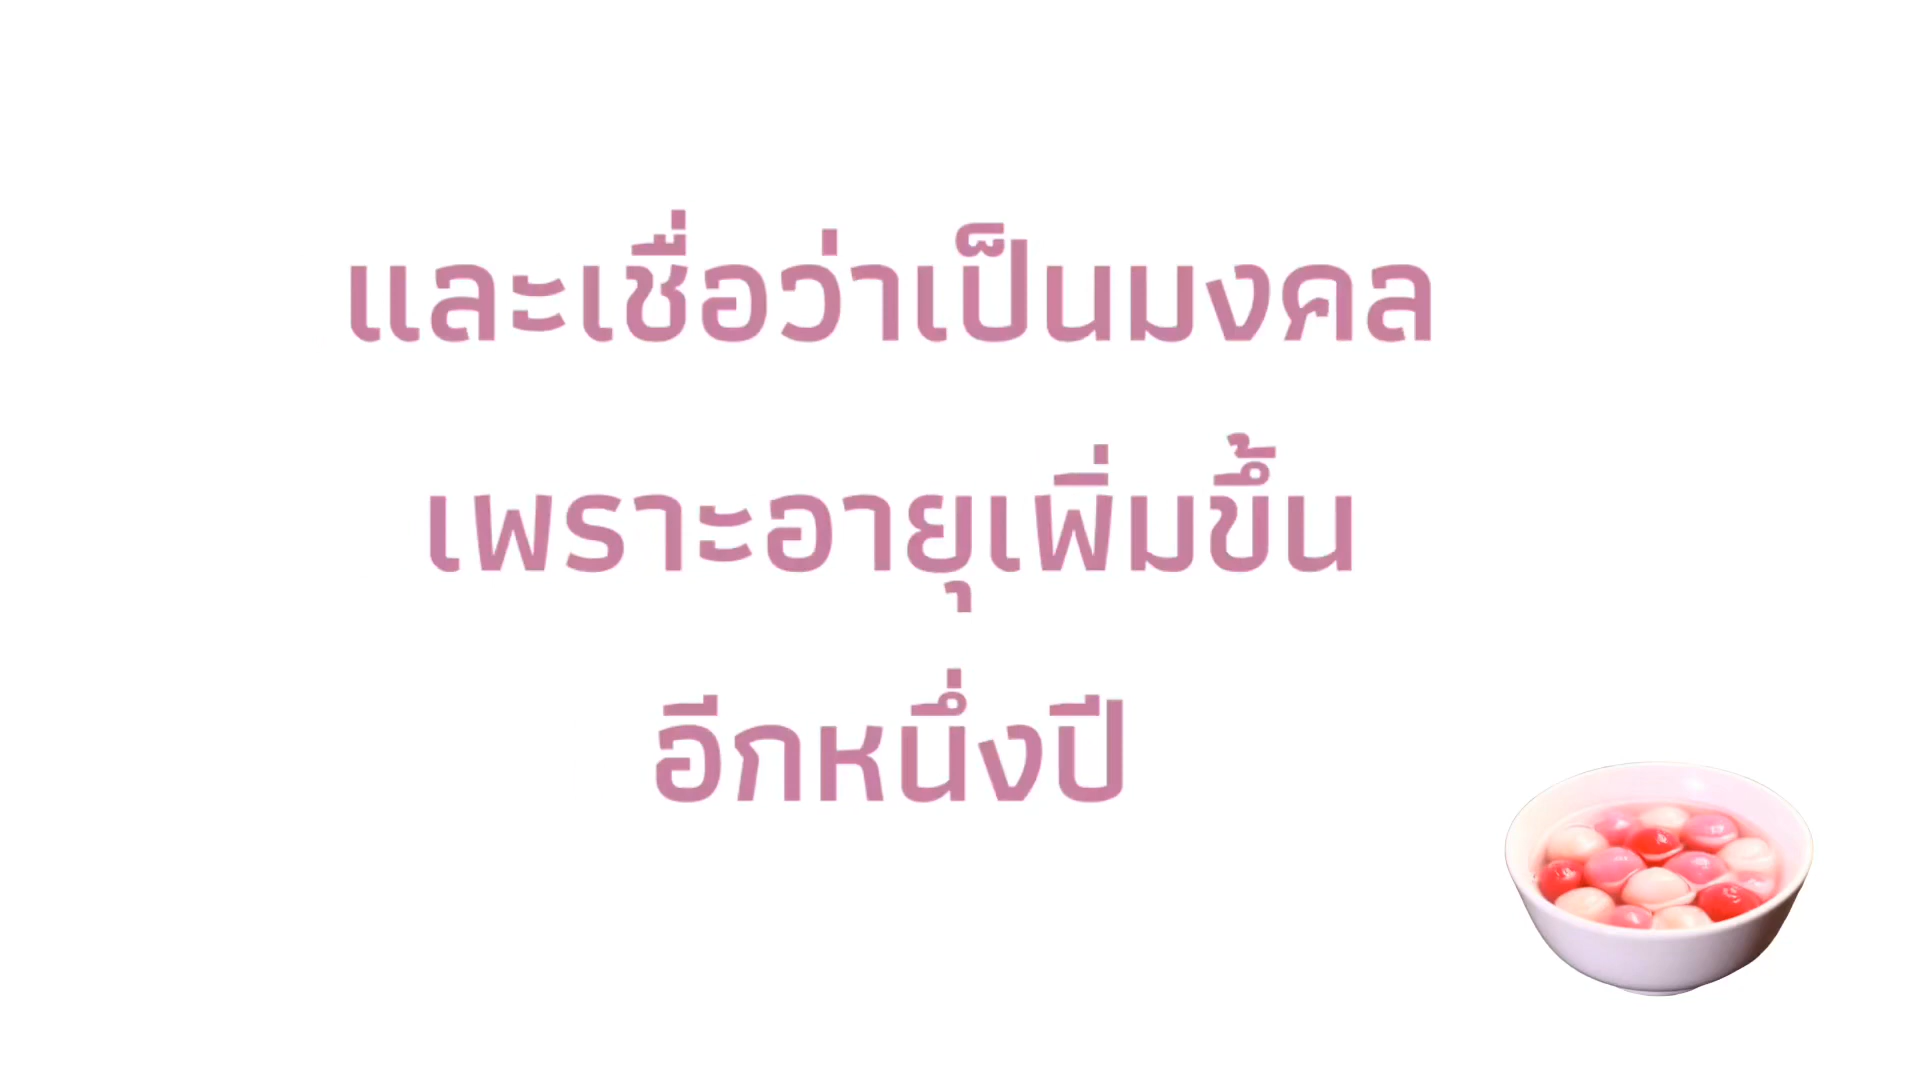 และเชื่อว่าเป็นมงคล
เพราะอายุเพิ่มขึ้น
อีกหนึ่งปี